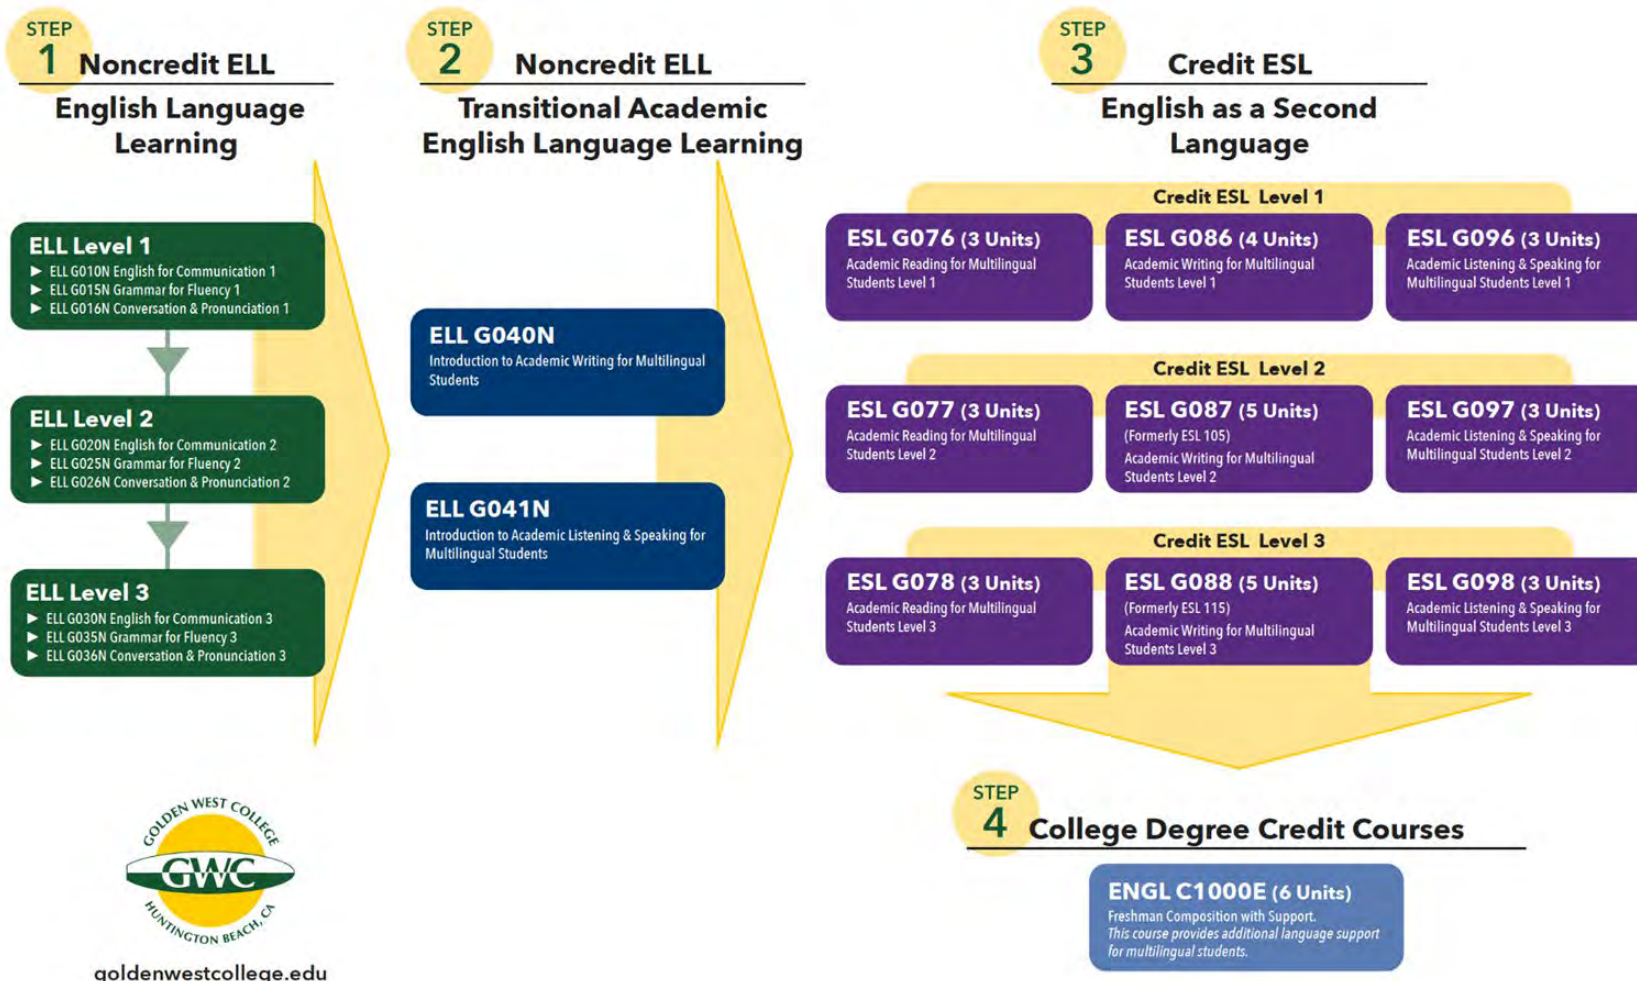 STEP
1 Noncredit ELL
English Language
Learning
ELL Level 1
► ELL G010N English for Communication 1
► ELL G015N Grammar for Fluency 1
► ELL G016N Conversation & Pronunciation 1
ELL Level 2
► ELL G020N English for Communication 2
► ELL G025N Grammar for Fluency 2
► ELL G026N Conversation & Pronunciation 2
ELL Level 3
► ELL G030N English for Communication 3
► ELL G035N Grammar for Fluency 3
► ELL G036N Conversation & Pronunciation 3
STEP
2 Noncredit ELL
Transitional Academic
English Language Learning
ELL G040N
Introduction to Academic Writing for Multilingual
Students
ELL G041N
Introduction to Academic Listening & Speaking for
Multilingual Students
STEP
3 Credit ESL
English as a Second
Language
Credit ESL Level 1
ESL G076 (3 Units)
Academic Reading for Multilingual
Students Level 1
ESL G086 (4 Units)
Academic Writing for Multilingual
Students Level 1
ESL G096 (3 Units)
Academic Listening & Speaking for
Multilingual Students Level 1
Credit ESL Level 2
ESL G077 (3 Units)
Academic Reading for Multilingual
Students Level 2
ESL G087 (5 Units)
(Formerly ESL 105)
Academic Writing for Multilingual
Students Level 2
ESL G097 (3 Units)
Academic Listening & Speaking for
Multilingual Students Level 2
Credit ESL Level 3
ESL G078 (3 Units)
Academic Reading for Multilingual
Students Level 3
ESL G088 (5 Units)
(Formerly ESL 115)
Academic Writing for Multilingual
Students Level 3
ESL G098 (3 Units)
Academic Listening & Speaking for
Multilingual Students Level 3
STEP
4 College Degree Credit Courses
ENGL C1000E (6 Units)
Freshman Composition with Support.
This course provides additional language support
for multilingual students.
GOLDEN WEST COLLEGE
GWC
HUNTINGTON BEACH, CA
goldenwestcollege.edu